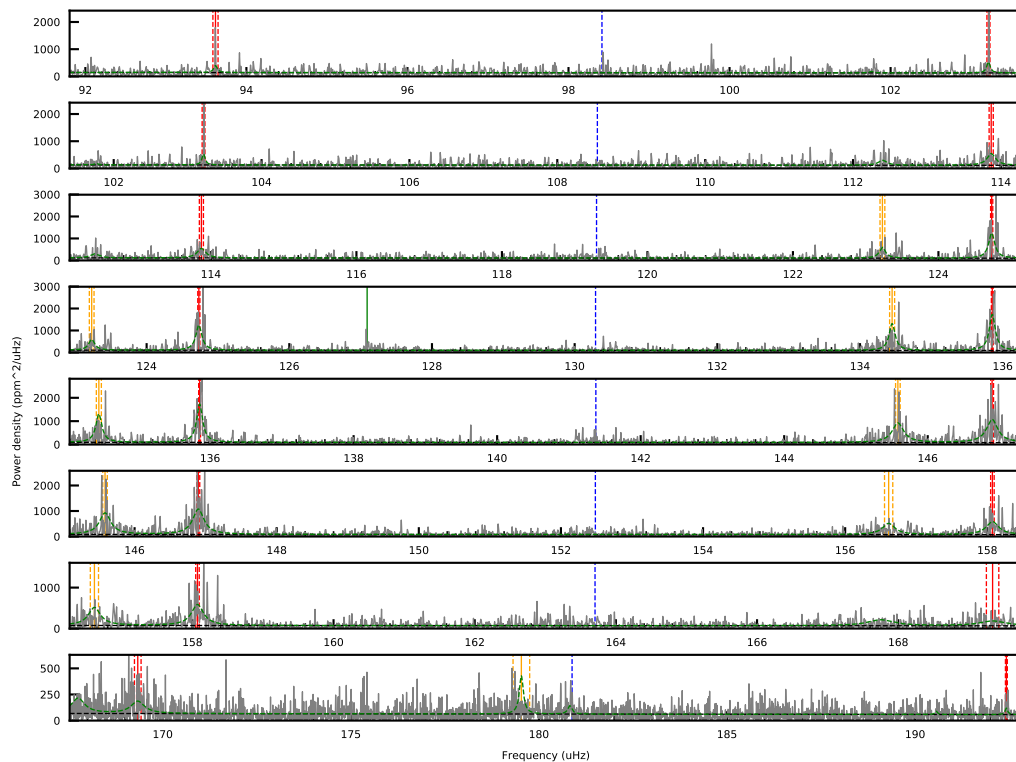 2000
1000
0
92 94 96 98 100 102
2000
1000
0
102 104 106 108 110 112 114
3000
2000
1000
0
114 116 118 120 122 124
3000
2000
1000
0
124 126 128 130 132 134 136
Power density (ppm^2/uHz)
2000
1000
0
136 138 140 142 144 146
2000
1000
0
146 148 150 152 154 156 158
1000
0
158 160 162 164 166 168
500
250
0
170 175 180 185 190
Frequency (uHz)